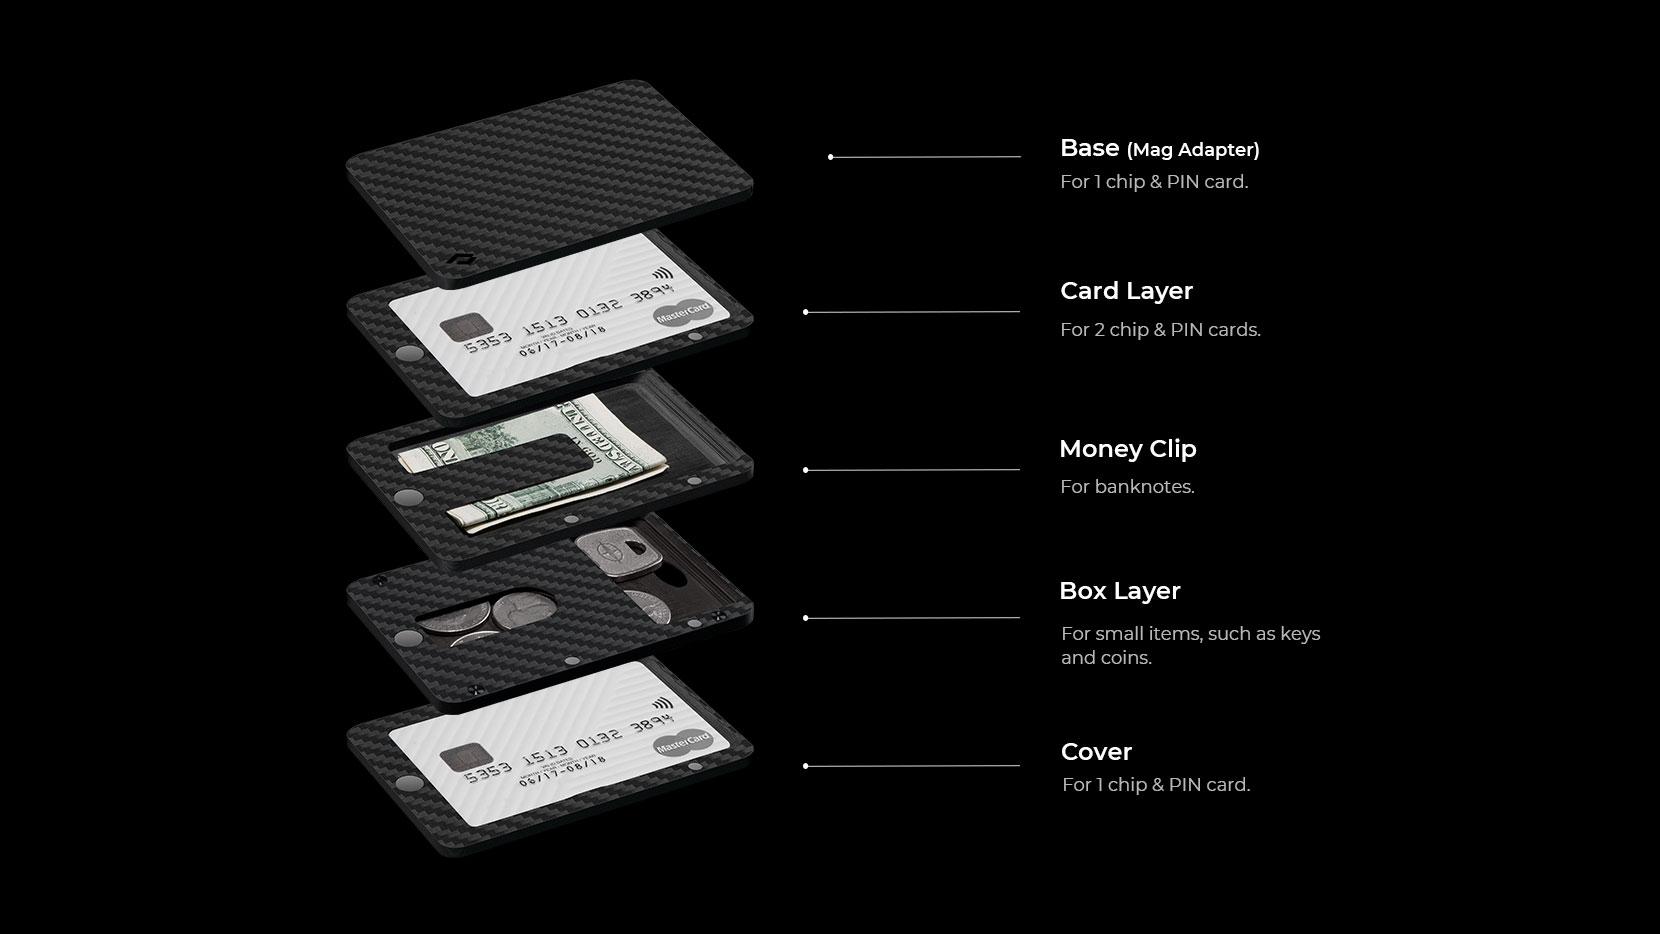 Base (Mag Adapter)
For 1 chip & PIN card.
5353 1513 0132 3894
MasterCard
06/17-08/18
Card Layer
For 2 chip & PIN cards.
Money Clip
For banknotes.
Box Layer
For small items, such as keys
and coins.
5353 1513 0132 3894
MasterCard
06/17-08/18
Cover
For 1 chip & PIN card.